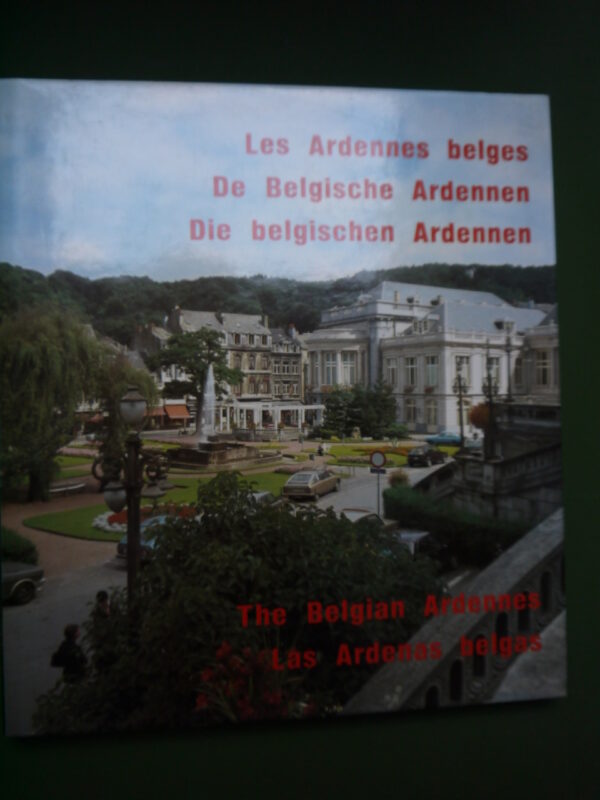 Les Ardennes belges
De Belgische Ardennen
Die belgischen Ardennen
The Belgian Ardennes
Las Ardenas belgas